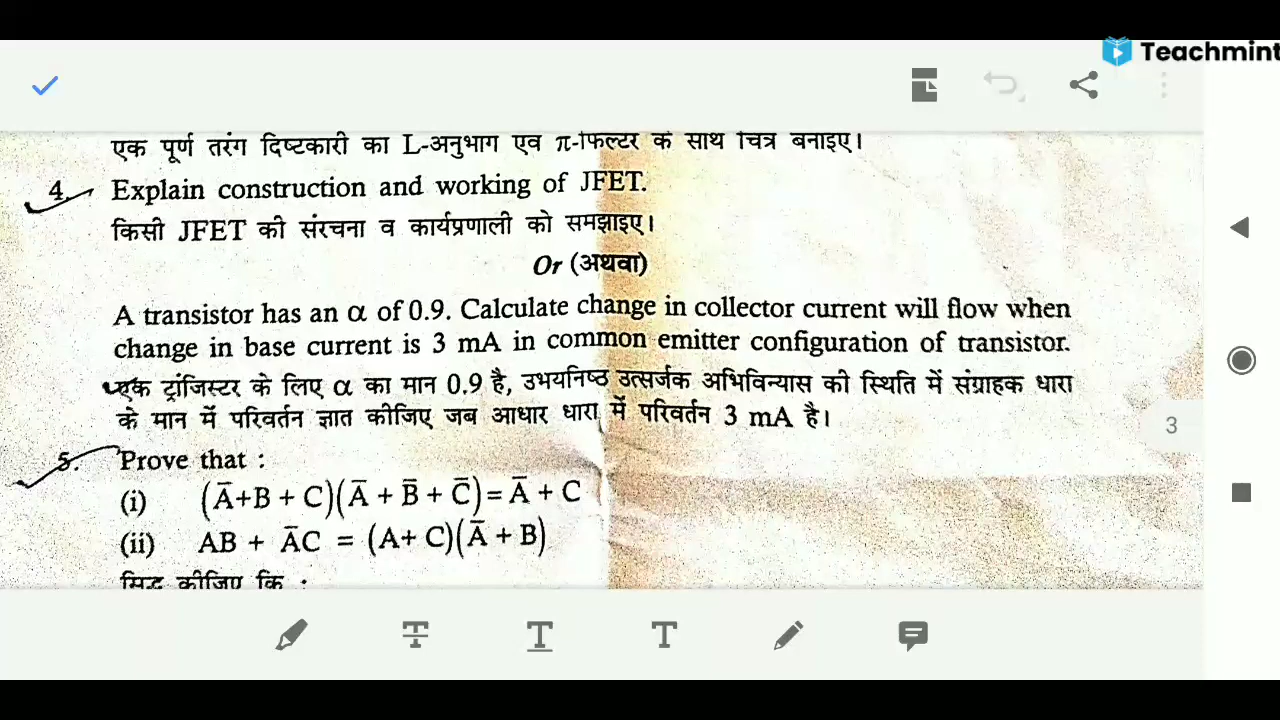 Teachmint
एक पूर्ण तरंग दिष्टकारी का L-अनुभाग एव π-फिल्टर के साथ चित्र बनाइए।
4. Explain construction and working of JFET.
किसी JFET की संरचना व कार्यप्रणाली को समझाइए।
Or (अथवा)
A transistor has an α of 0.9. Calculate change in collector current will flow when
change in base current is 3 mA in common emitter configuration of transistor.
एक ट्रांजिस्टर के लिए α का मान 0.9 है, उभयनिष्ठ उत्सर्जक अभिविन्यास की स्थिति में संग्राहक धारा
के मान में परिवर्तन ज्ञात कीजिए जब आधार धारा में परिवर्तन 3 mA है।
3
5. Prove that :
(i) (Ā+B + C)(Ā + B̄ + C̄) = Ā + C
(ii) AB + ĀC = (A+ C)(Ā + B)
सिद्ध कीजिए कि :
T T T